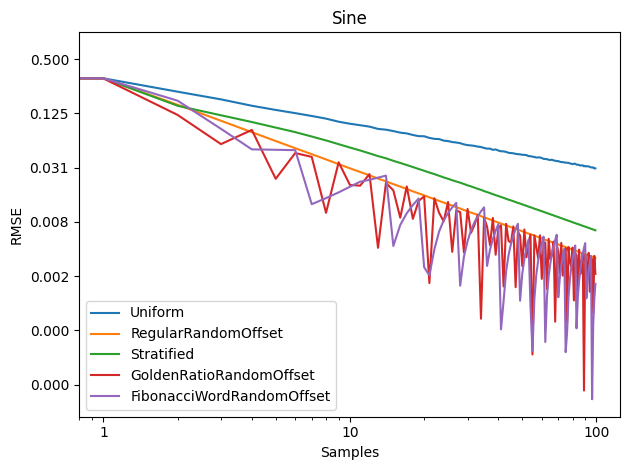 Sine
RMSE
0.500
0.125
0.031
0.008
0.002
0.000
0.000
Uniform
RegularRandomOffset
Stratified
GoldenRatioRandomOffset
FibonacciWordRandomOffset
1
10
100
Samples